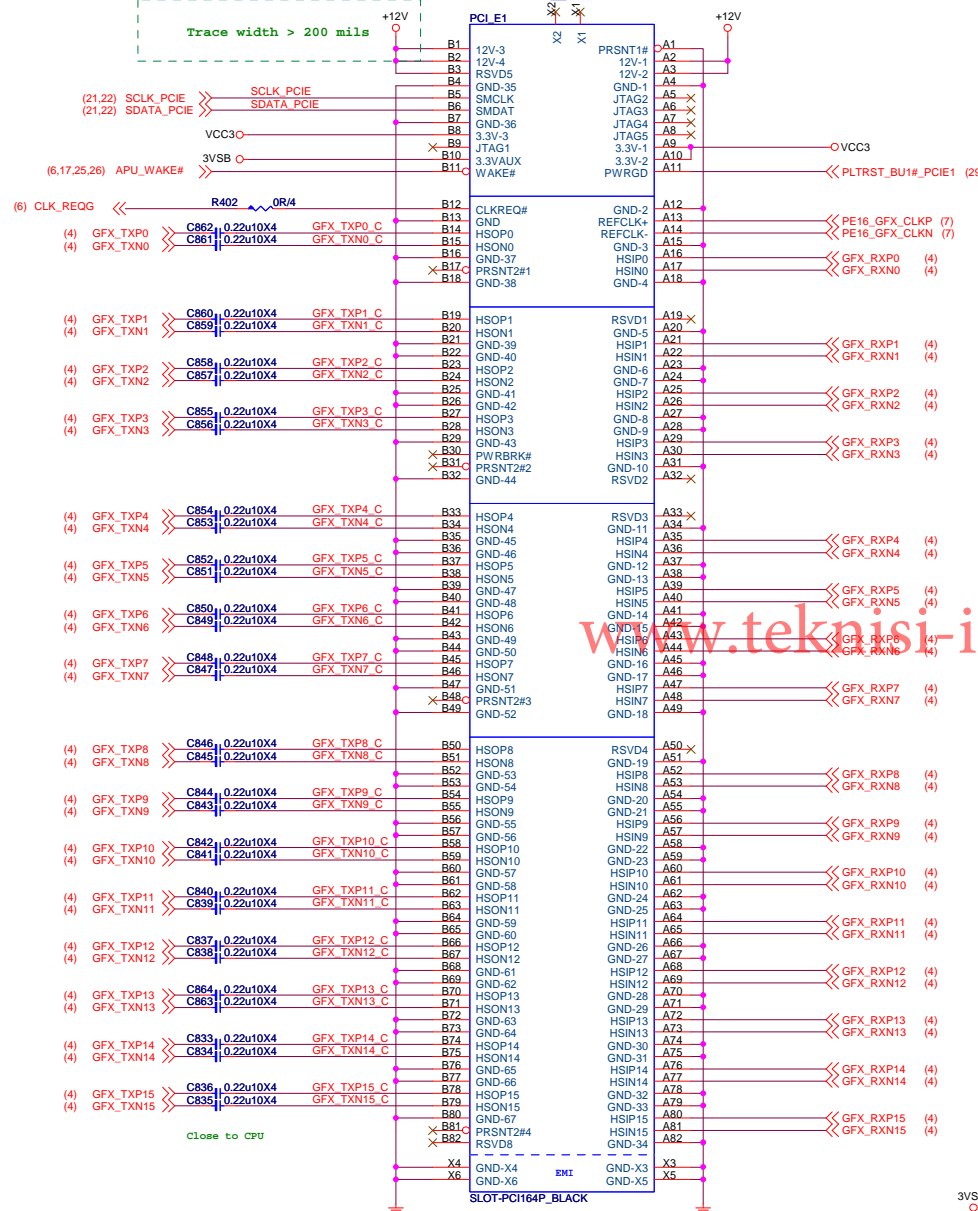 +12V PCI_E1 X2 X1 +12V
Trace width > 200 mils X2 X1
B1 12V-3 PRSNT1# A1
B2 12V-4 12V-1 A2
B3 RSVD5 12V-2 A3
B4 GND-35 GND-1 A4
(21,22) SCLK_PCIE SCLK_PCIE B5 SMCLK JTAG2 A5
(21,22) SDATA_PCIE SDATA_PCIE B6 SMDAT JTAG3 A6
B7 GND-36 JTAG4 A7
VCC3 B8 3.3V-3 JTAG5 A8
B9 JTAG1 3.3V-1 A9 VCC3
3VSB B10 3.3VAUX 3.3V-2 A10
(6,17,25,26) APU_WAKE# B11 WAKE# PWRGD A11 PLTRST_BU1#_PCIE1 (29
(6) CLK_REQG R402 0R/4 B12 CLKREQ# GND-2 A12
B13 GND REFCLK+ A13 PE16_GFX_CLKP (7)
(4) GFX_TXP0 C862 0.22u10X4 GFX_TXP0_C B14 HSOP0 REFCLK- A14 PE16_GFX_CLKN (7)
(4) GFX_TXN0 C861 0.22u10X4 GFX_TXN0_C B15 HSON0 GND-3 A15
B16 GND-37 HSIP0 A16 GFX_RXP0 (4)
B17 PRSNT2#1 HSIN0 A17 GFX_RXN0 (4)
B18 GND-38 GND-4 A18
(4) GFX_TXP1 C860 0.22u10X4 GFX_TXP1_C B19 HSOP1 RSVD1 A19
(4) GFX_TXN1 C859 0.22u10X4 GFX_TXN1_C B20 HSON1 GND-5 A20
B21 GND-39 HSIP1 A21 GFX_RXP1 (4)
B22 GND-40 HSIN1 A22 GFX_RXN1 (4)
(4) GFX_TXP2 C858 0.22u10X4 GFX_TXP2_C B23 HSOP2 GND-6 A23
(4) GFX_TXN2 C857 0.22u10X4 GFX_TXN2_C B24 HSON2 GND-7 A24
B25 GND-41 HSIP2 A25 GFX_RXP2 (4)
B26 GND-42 HSIN2 A26 GFX_RXN2 (4)
(4) GFX_TXP3 C855 0.22u10X4 GFX_TXP3_C B27 HSOP3 GND-8 A27
(4) GFX_TXN3 C856 0.22u10X4 GFX_TXN3_C B28 HSON3 GND-9 A28
B29 GND-43 HSIP3 A29 GFX_RXP3 (4)
B30 PWRBRK# HSIN3 A30 GFX_RXN3 (4)
B31 PRSNT2#2 GND-10 A31
B32 GND-44 RSVD2 A32
(4) GFX_TXP4 C854 0.22u10X4 GFX_TXP4_C B33 HSOP4 RSVD3 A33
(4) GFX_TXN4 C853 0.22u10X4 GFX_TXN4_C B34 HSON4 GND-11 A34
B35 GND-45 HSIP4 A35 GFX_RXP4 (4)
B36 GND-46 HSIN4 A36 GFX_RXN4 (4)
(4) GFX_TXP5 C852 0.22u10X4 GFX_TXP5_C B37 HSOP5 GND-12 A37
(4) GFX_TXN5 C851 0.22u10X4 GFX_TXN5_C B38 HSON5 GND-13 A38
B39 GND-47 HSIP5 A39 GFX_RXP5 (4)
B40 GND-48 HSIN5 A40 GFX_RXN5 (4)
(4) GFX_TXP6 C850 0.22u10X4 GFX_TXP6_C B41 HSOP6 GND-14 A41
(4) GFX_TXN6 C849 0.22u10X4 GFX_TXN6_C B42 HSON6 GND-15 A42
www.teknisi-i
B43 GND-49 HSIP6 A43 GFX_RXP6 (4)
B44 GND-50 HSIN6 A44 GFX_RXN6 (4)
(4) GFX_TXP7 C848 0.22u10X4 GFX_TXP7_C B45 HSOP7 GND-16 A45
(4) GFX_TXN7 C847 0.22u10X4 GFX_TXN7_C B46 HSON7 GND-17 A46
B47 GND-51 HSIP7 A47 GFX_RXP7 (4)
B48 PRSNT2#3 HSIN7 A48 GFX_RXN7 (4)
B49 GND-52 GND-18 A49
(4) GFX_TXP8 C846 0.22u10X4 GFX_TXP8_C B50 HSOP8 RSVD4 A50
(4) GFX_TXN8 C845 0.22u10X4 GFX_TXN8_C B51 HSON8 GND-19 A51
B52 GND-53 HSIP8 A52 GFX_RXP8 (4)
B53 GND-54 HSIN8 A53 GFX_RXN8 (4)
(4) GFX_TXP9 C844 0.22u10X4 GFX_TXP9_C B54 HSOP9 GND-20 A54
(4) GFX_TXN9 C843 0.22u10X4 GFX_TXN9_C B55 HSON9 GND-21 A55
B56 GND-55 HSIP9 A56 GFX_RXP9 (4)
B57 GND-56 HSIN9 A57 GFX_RXN9 (4)
(4) GFX_TXP10 C842 0.22u10X4 GFX_TXP10_C B58 HSOP10 GND-22 A58
(4) GFX_TXN10 C841 0.22u10X4 GFX_TXN10_C B59 HSON10 GND-23 A59
B60 GND-57 HSIP10 A60 GFX_RXP10 (4)
B61 GND-58 HSIN10 A61 GFX_RXN10 (4)
(4) GFX_TXP11 C840 0.22u10X4 GFX_TXP11_C B62 HSOP11 GND-24 A62
(4) GFX_TXN11 C839 0.22u10X4 GFX_TXN11_C B63 HSON11 GND-25 A63
B64 GND-59 HSIP11 A64 GFX_RXP11 (4)
B65 GND-60 HSIN11 A65 GFX_RXN11 (4)
(4) GFX_TXP12 C837 0.22u10X4 GFX_TXP12_C B66 HSOP12 GND-26 A66
(4) GFX_TXN12 C838 0.22u10X4 GFX_TXN12_C B67 HSON12 GND-27 A67
B68 GND-61 HSIP12 A68 GFX_RXP12 (4)
B69 GND-62 HSIN12 A69 GFX_RXN12 (4)
(4) GFX_TXP13 C864 0.22u10X4 GFX_TXP13_C B70 HSOP13 GND-28 A70
(4) GFX_TXN13 C863 0.22u10X4 GFX_TXN13_C B71 HSON13 GND-29 A71
B72 GND-63 HSIP13 A72 GFX_RXP13 (4)
B73 GND-64 HSIN13 A73 GFX_RXN13 (4)
(4) GFX_TXP14 C833 0.22u10X4 GFX_TXP14_C B74 HSOP14 GND-30 A74
(4) GFX_TXN14 C834 0.22u10X4 GFX_TXN14_C B75 HSON14 GND-31 A75
B76 GND-65 HSIP14 A76 GFX_RXP14 (4)
B77 GND-66 HSIN14 A77 GFX_RXN14 (4)
(4) GFX_TXP15 C836 0.22u10X4 GFX_TXP15_C B78 HSOP15 GND-32 A78
(4) GFX_TXN15 C835 0.22u10X4 GFX_TXN15_C B79 HSON15 GND-33 A79
B80 GND-67 HSIP15 A80 GFX_RXP15 (4)
Close to CPU B81 PRSNT2#4 HSIN15 A81 GFX_RXN15 (4)
B82 RSVD8 GND-34 A82
X4 GND-X4 EMI GND-X3 X3
X6 GND-X6 GND-X5 X5
SLOT-PCI164P_BLACK 3VS